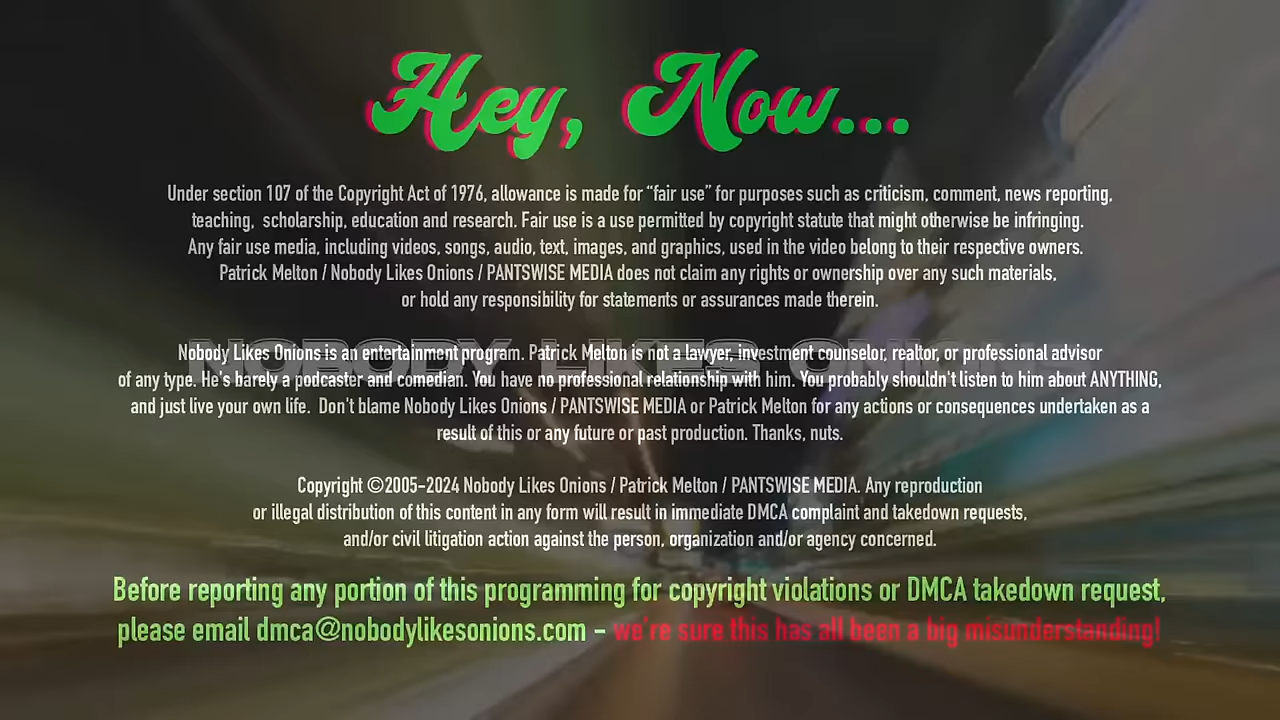 Hey, Now...
Under section 107 of the Copyright Act of 1976, allowance is made for “fair use” for purposes such as criticism, comment, news reporting,
teaching,  scholarship, education and research. Fair use is a use permitted by copyright statute that might otherwise be infringing.
Any fair use media, including videos, songs, audio, text, images, and graphics, used in the video belong to their respective owners.
Patrick Melton / Nobody Likes Onions / PANTSWISE MEDIA does not claim any rights or ownership over any such materials,
or hold any responsibility for statements or assurances made therein.
NOBODY LIKES ONIONS
Nobody Likes Onions is an entertainment program. Patrick Melton is not a lawyer, investment counselor, realtor, or professional advisor
of any type. He's barely a podcaster and comedian. You have no professional relationship with him. You probably shouldn't listen to him about ANYTHING,
and just live your own life.  Don't blame Nobody Likes Onions / PANTSWISE MEDIA or Patrick Melton for any actions or consequences undertaken as a
result of this or any future or past production. Thanks, nuts.
Copyright ©2005-2024 Nobody Likes Onions / Patrick Melton / PANTSWISE MEDIA. Any reproduction
or illegal distribution of this content in any form will result in immediate DMCA complaint and takedown requests,
and/or civil litigation action against the person, organization and/or agency concerned.
Before reporting any portion of this programming for copyright violations or DMCA takedown request,
please email dmca@nobodylikesonions.com - we're sure this has all been a big misunderstanding!